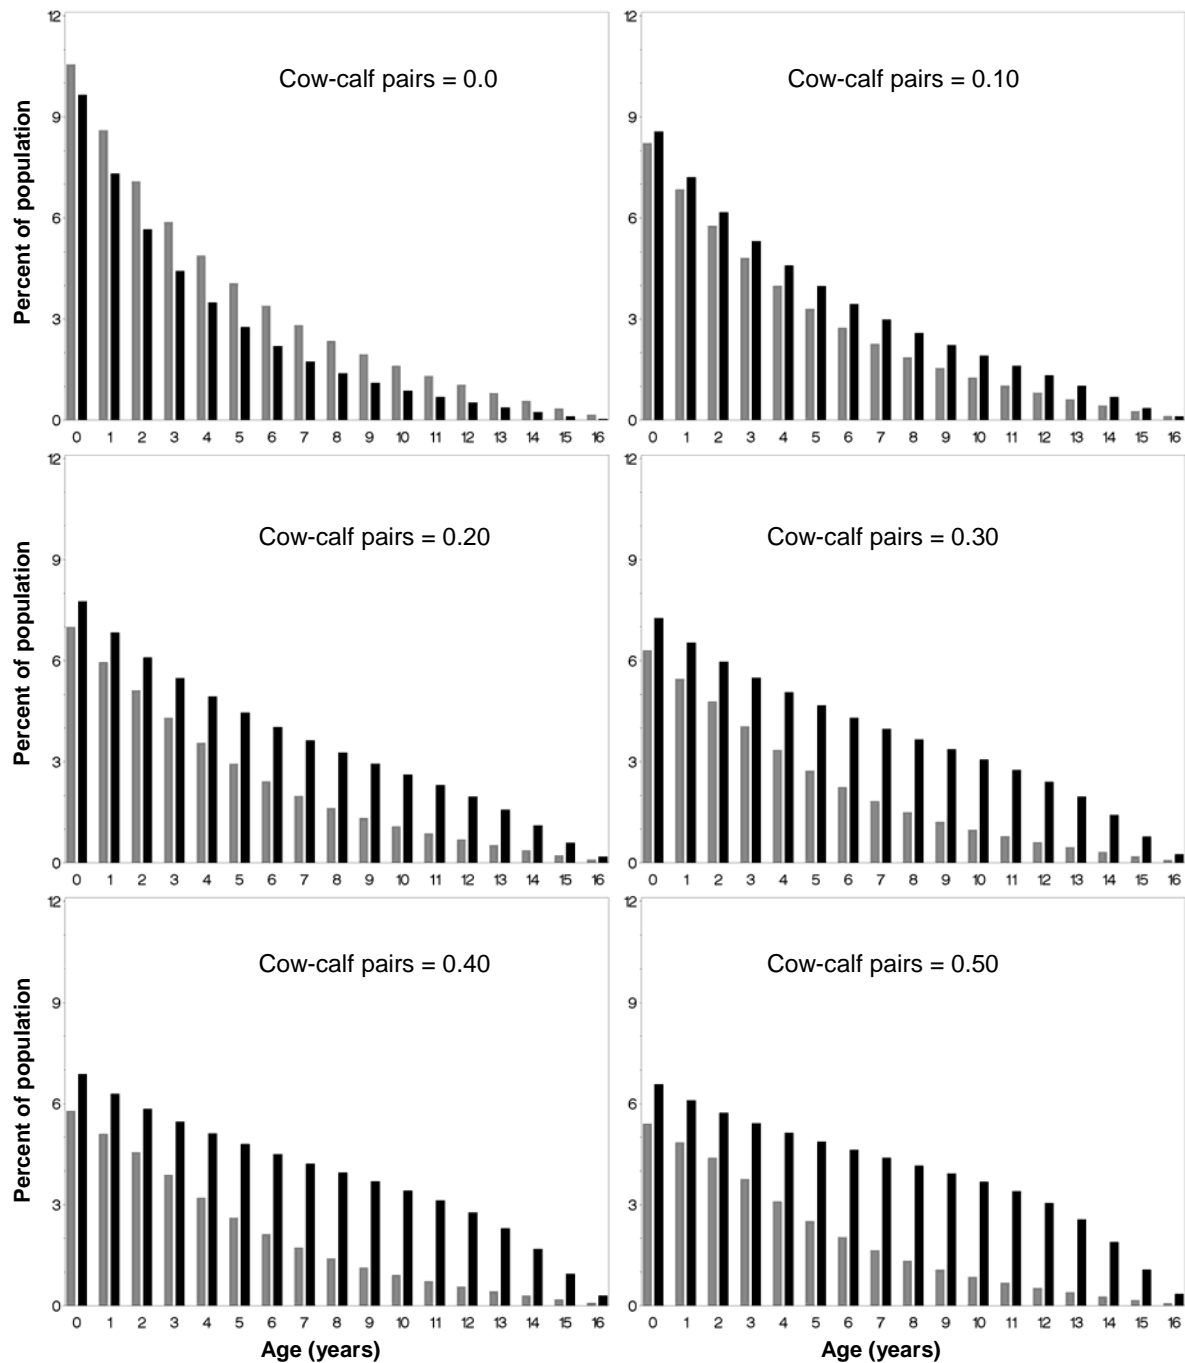 Cow-calf pairs = 0.0
Percent of population
12
9
6
3
0
0 1 2 3 4 5 6 7 8 9 10 11 12 13 14 15 16
Cow-calf pairs = 0.10
12
9
6
3
0
0 1 2 3 4 5 6 7 8 9 10 11 12 13 14 15 16
Cow-calf pairs = 0.20
Percent of population
12
9
6
3
0
0 1 2 3 4 5 6 7 8 9 10 11 12 13 14 15 16
Cow-calf pairs = 0.30
12
9
6
3
0
0 1 2 3 4 5 6 7 8 9 10 11 12 13 14 15 16
Cow-calf pairs = 0.40
Percent of population
12
9
6
3
0
0 1 2 3 4 5 6 7 8 9 10 11 12 13 14 15 16
Age (years)
Cow-calf pairs = 0.50
12
9
6
3
0
0 1 2 3 4 5 6 7 8 9 10 11 12 13 14 15 16
Age (years)